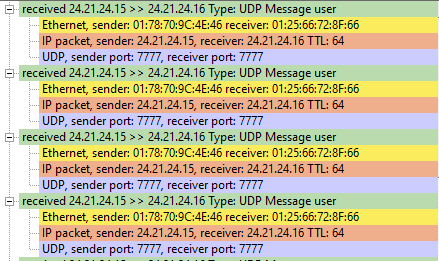 received 24.21.24.15 >> 24.21.24.16 Type: UDP Message user
Ethernet, sender: 01:78:70:9C:4E:46 receiver: 01:25:66:72:8F:66
IP packet, sender: 24.21.24.15, receiver: 24.21.24.16 TTL: 64
UDP, sender port: 7777, receiver port: 7777
received 24.21.24.15 >> 24.21.24.16 Type: UDP Message user
Ethernet, sender: 01:78:70:9C:4E:46 receiver: 01:25:66:72:8F:66
IP packet, sender: 24.21.24.15, receiver: 24.21.24.16 TTL: 64
UDP, sender port: 7777, receiver port: 7777
received 24.21.24.15 >> 24.21.24.16 Type: UDP Message user
Ethernet, sender: 01:78:70:9C:4E:46 receiver: 01:25:66:72:8F:66
IP packet, sender: 24.21.24.15, receiver: 24.21.24.16 TTL: 64
UDP, sender port: 7777, receiver port: 7777
received 24.21.24.15 >> 24.21.24.16 Type: UDP Message user
Ethernet, sender: 01:78:70:9C:4E:46 receiver: 01:25:66:72:8F:66
IP packet, sender: 24.21.24.15, receiver: 24.21.24.16 TTL: 64
UDP, sender port: 7777, receiver port: 7777